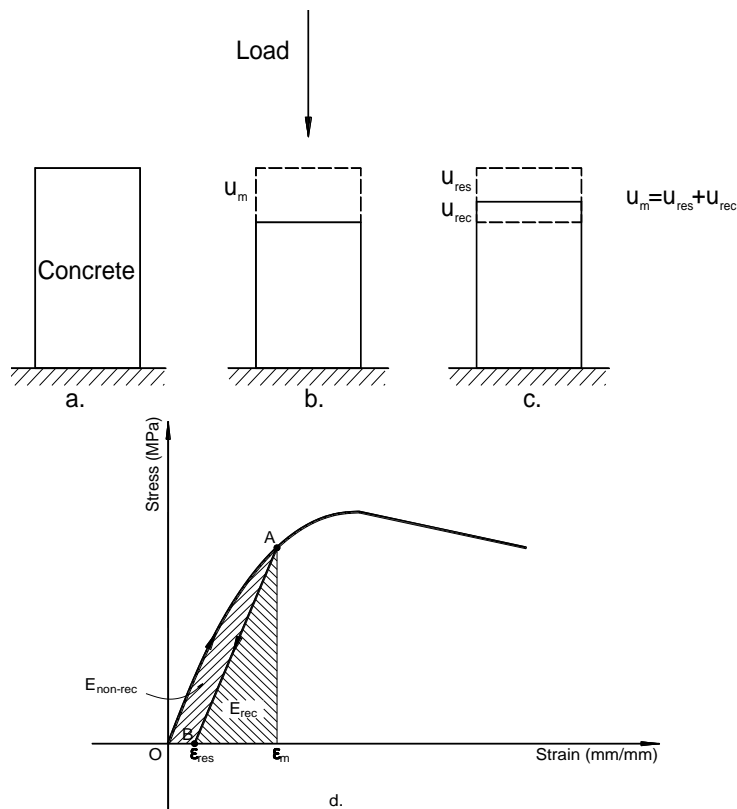 Load
u_m
u_res
u_rec
u_m=u_res+u_rec
Concrete
a.
b.
c.
Stress (MPa)
A
E_non-rec
E_rec
B
O
ε_res
ε_m
Strain (mm/mm)
d.